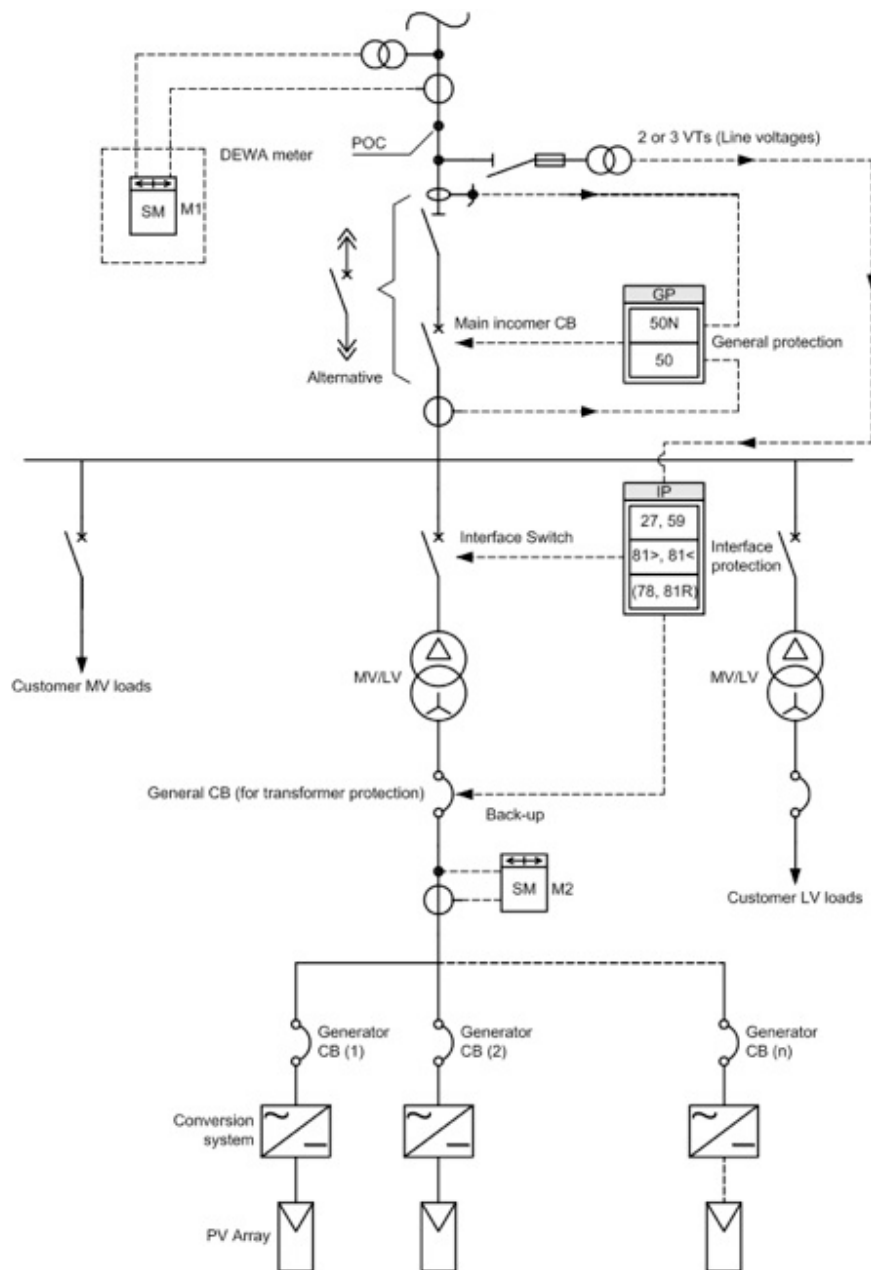 2 or 3 VTs (Line voltages)
POC
DEWA meter
SM
M1
GP
50N
50
Main incomer CB
General protection
Alternative
IP
27, 59
81>, 81<
(78, 81R)
Interface Switch
Interface
protection
Customer MV loads
MV/LV
MV/LV
General CB (for transformer protection)
Back-up
SM
M2
Customer LV loads
Generator
CB (1)
Generator
CB (2)
Generator
CB (n)
Conversion
system
PV Array